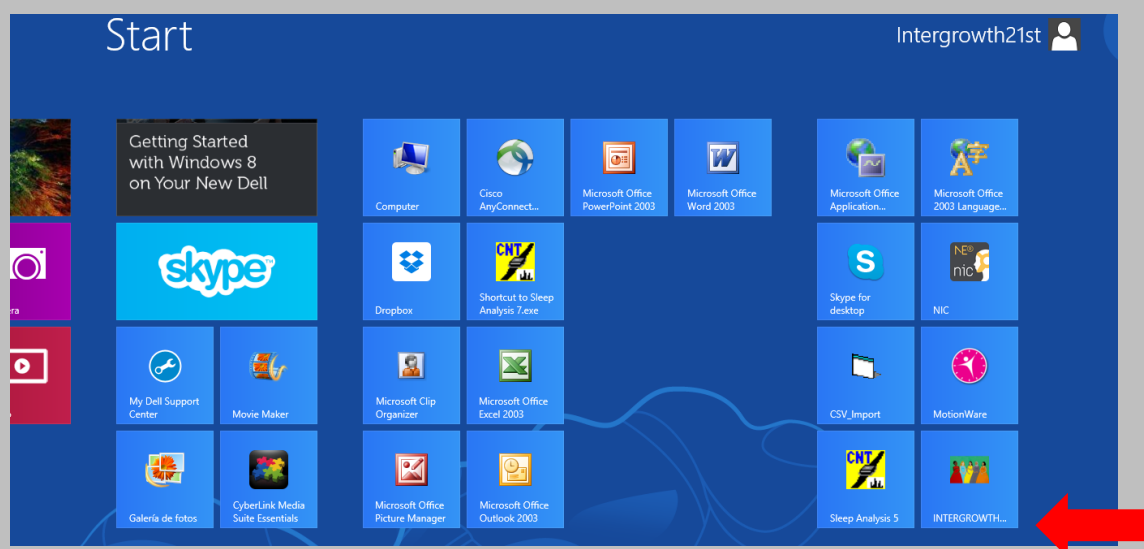 Start
Intergrowth21st
Getting Started
with Windows 8
on Your New Dell
Computer
Cisco
AnyConnect...
Microsoft Office
PowerPoint 2003
Microsoft Office
Word 2003
Microsoft Office
Application...
Microsoft Office
2003 Language...
ra
skype™
Dropbox
CNT
Shortcut to Sleep
Analysis 7.exe
S
Skype for
desktop
NE®
nic
NIC
My Dell Support
Center
Movie Maker
Microsoft Clip
Organizer
Microsoft Office
Excel 2003
CSV_Import
MotionWare
Galería de fotos
CyberLink Media
Suite Essentials
Microsoft Office
Picture Manager
Microsoft Office
Outlook 2003
CNT
Sleep Analysis 5
INTERGROWTH...